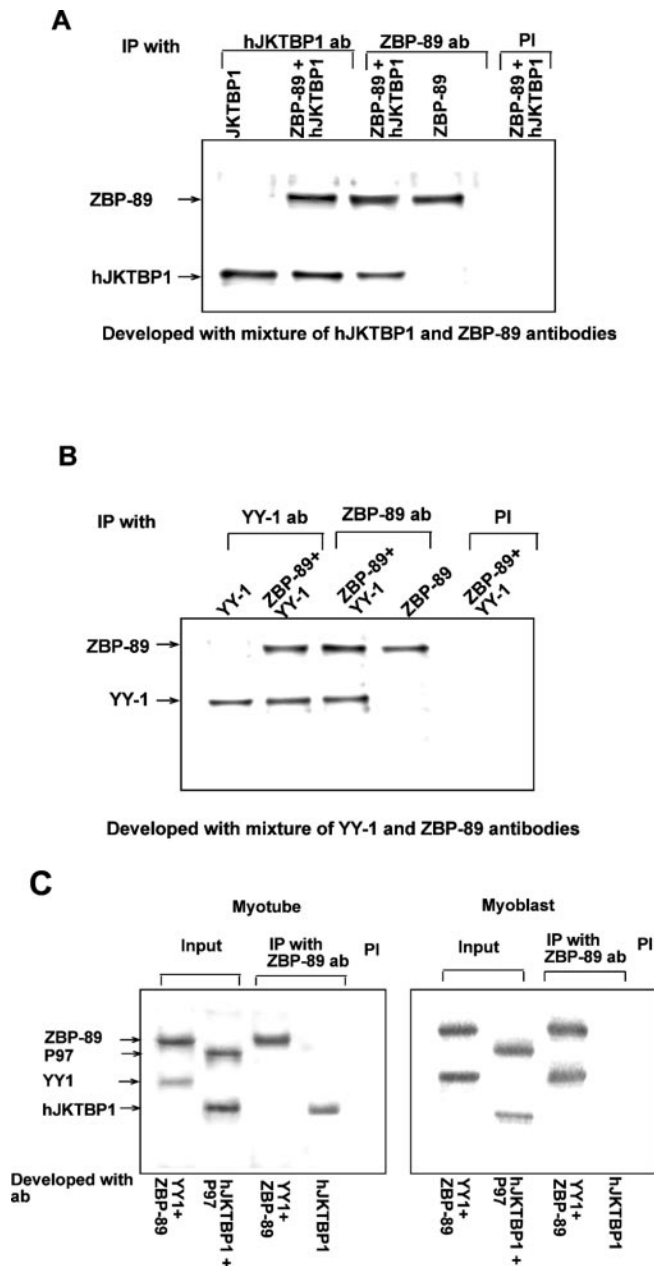 A
IP with
hJKTBP1 ab
ZBP-89 ab
PI
JKTBP1
ZBP-89 +
hJKTBP1
ZBP-89 +
hJKTBP1
ZBP-89
ZBP-89 +
hJKTBP1
ZBP-89
hJKTBP1
Developed with mixture of hJKTBP1 and ZBP-89 antibodies
B
IP with
YY-1 ab
ZBP-89 ab
PI
YY-1
ZBP-89+
YY-1
ZBP-89+
YY-1
ZBP-89
ZBP-89+
YY-1
ZBP-89
YY-1
Developed with mixture of YY-1 and ZBP-89 antibodies
C
Myotube
Myoblast
Input
IP with
ZBP-89 ab
PI
Input
IP with
ZBP-89 ab
PI
ZBP-89
P97
YY1
hJKTBP1
Developed with
ab
YY1+
ZBP-89
hJKTBP1 +
P97
YY1+
ZBP-89
hJKTBP1
YY1+
ZBP-89
hJKTBP1 +
P97
YY1+
ZBP-89
hJKTBP1